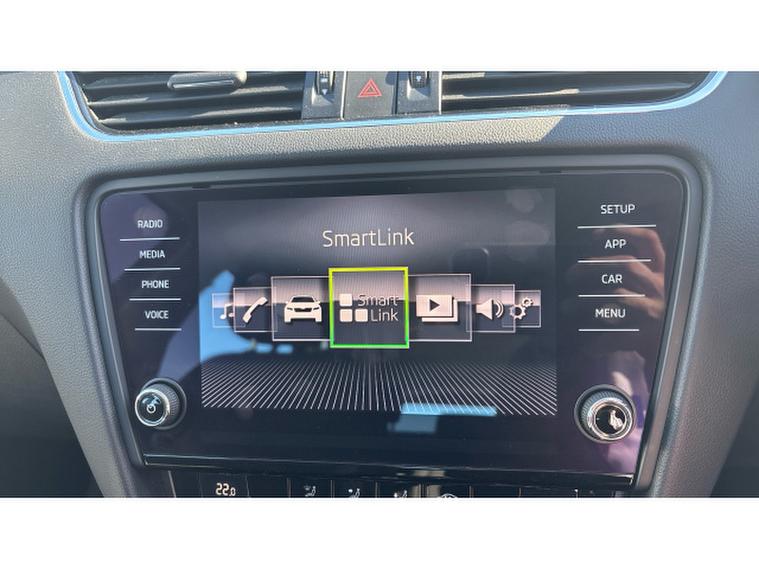 RADIO
MEDIA
PHONE
VOICE
SmartLink
Smart
Link
SETUP
APP
CAR
MENU
22.0